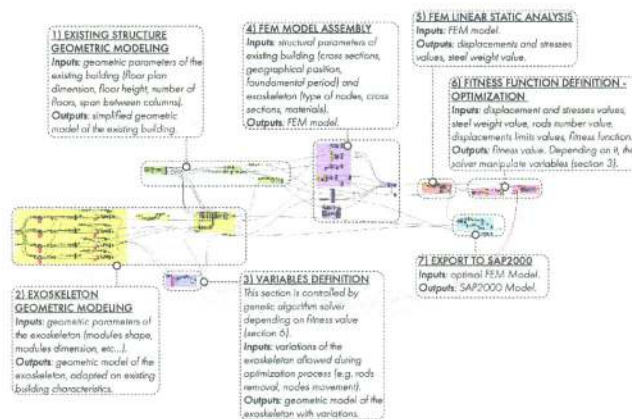 1) EXISTING STRUCTURE
GEOMETRIC MODELING
Inputs: geometric parameters of
the existing building (floor plan
dimension, floor height, number of
floors, span between columns).
Outputs: simplified geometric
model of the existing building.
4) FEM MODEL ASSEMBLY
Inputs: structural parameters of
existing building (cross sections,
geographical position,
foundamental period) and
exoskeleton (type of nodes, cross
sections, materials).
Outputs: FEM model.
5) FEM LINEAR STATIC ANALYSIS
Inputs: FEM model.
Outputs: displacements and stresses
values, steel weight value.
6) FITNESS FUNCTION DEFINITION -
OPTIMIZATION
Inputs: displacement and stresses values,
steel weight value, rods number value,
displacements limits values, fitness function.
Outputs: fitness value. Depending on it, the
solver manipulate variables (section 3).
2) EXOSKELETON
GEOMETRIC MODELING
Inputs: geometric parameters of
the exoskeleton (modules shape,
modules dimension, etc...).
Outputs: geometric model of the
exoskeleton, adapted on existing
building characteristics.
3) VARIABLES DEFINITION
This section is controlled by
genetic algorithm solver
depending on fitness value
(section 6).
Inputs: variations of the
exoskeleton allowed during
optimization process (e.g. rods
removal, nodes movement).
Outputs: geometric model of the
exoskeleton with variations.
7) EXPORT TO SAP2000
Inputs: optimal FEM Model.
Outputs: SAP2000 Model.